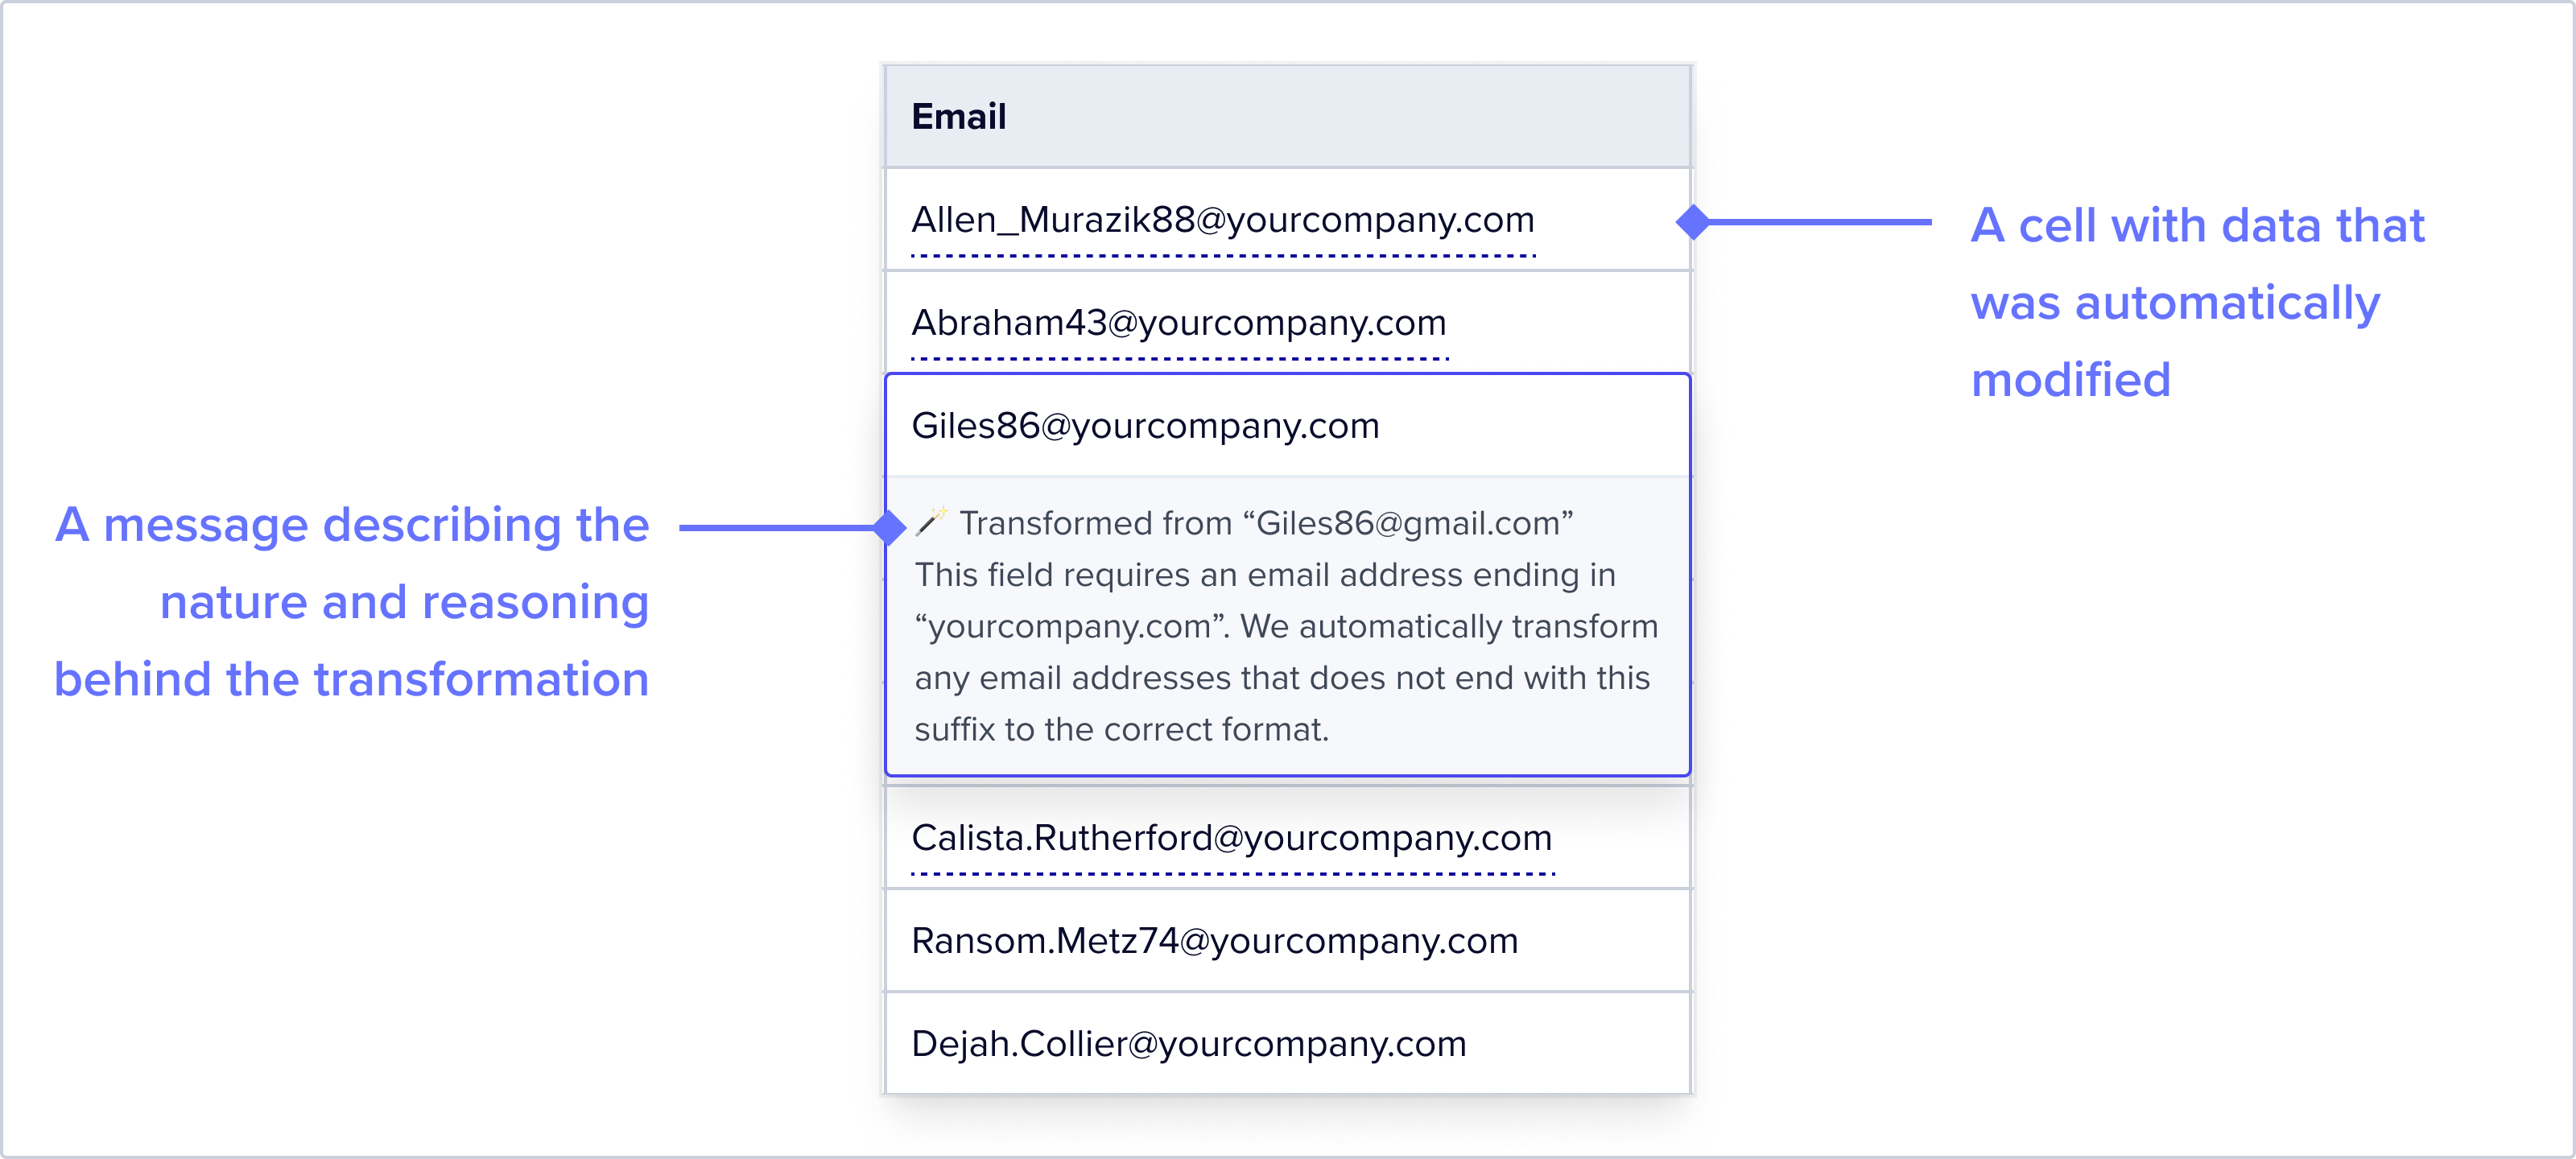 Email
Allen_Murazik88@yourcompany.com
A cell with data that
was automatically
modified
Abraham43@yourcompany.com
Giles86@yourcompany.com
A message describing the
nature and reasoning
behind the transformation
🪄 Transformed from “Giles86@gmail.com”
This field requires an email address ending in
“yourcompany.com”. We automatically transform
any email addresses that does not end with this
suffix to the correct format.
Calista.Rutherford@yourcompany.com
Ransom.Metz74@yourcompany.com
Dejah.Collier@yourcompany.com